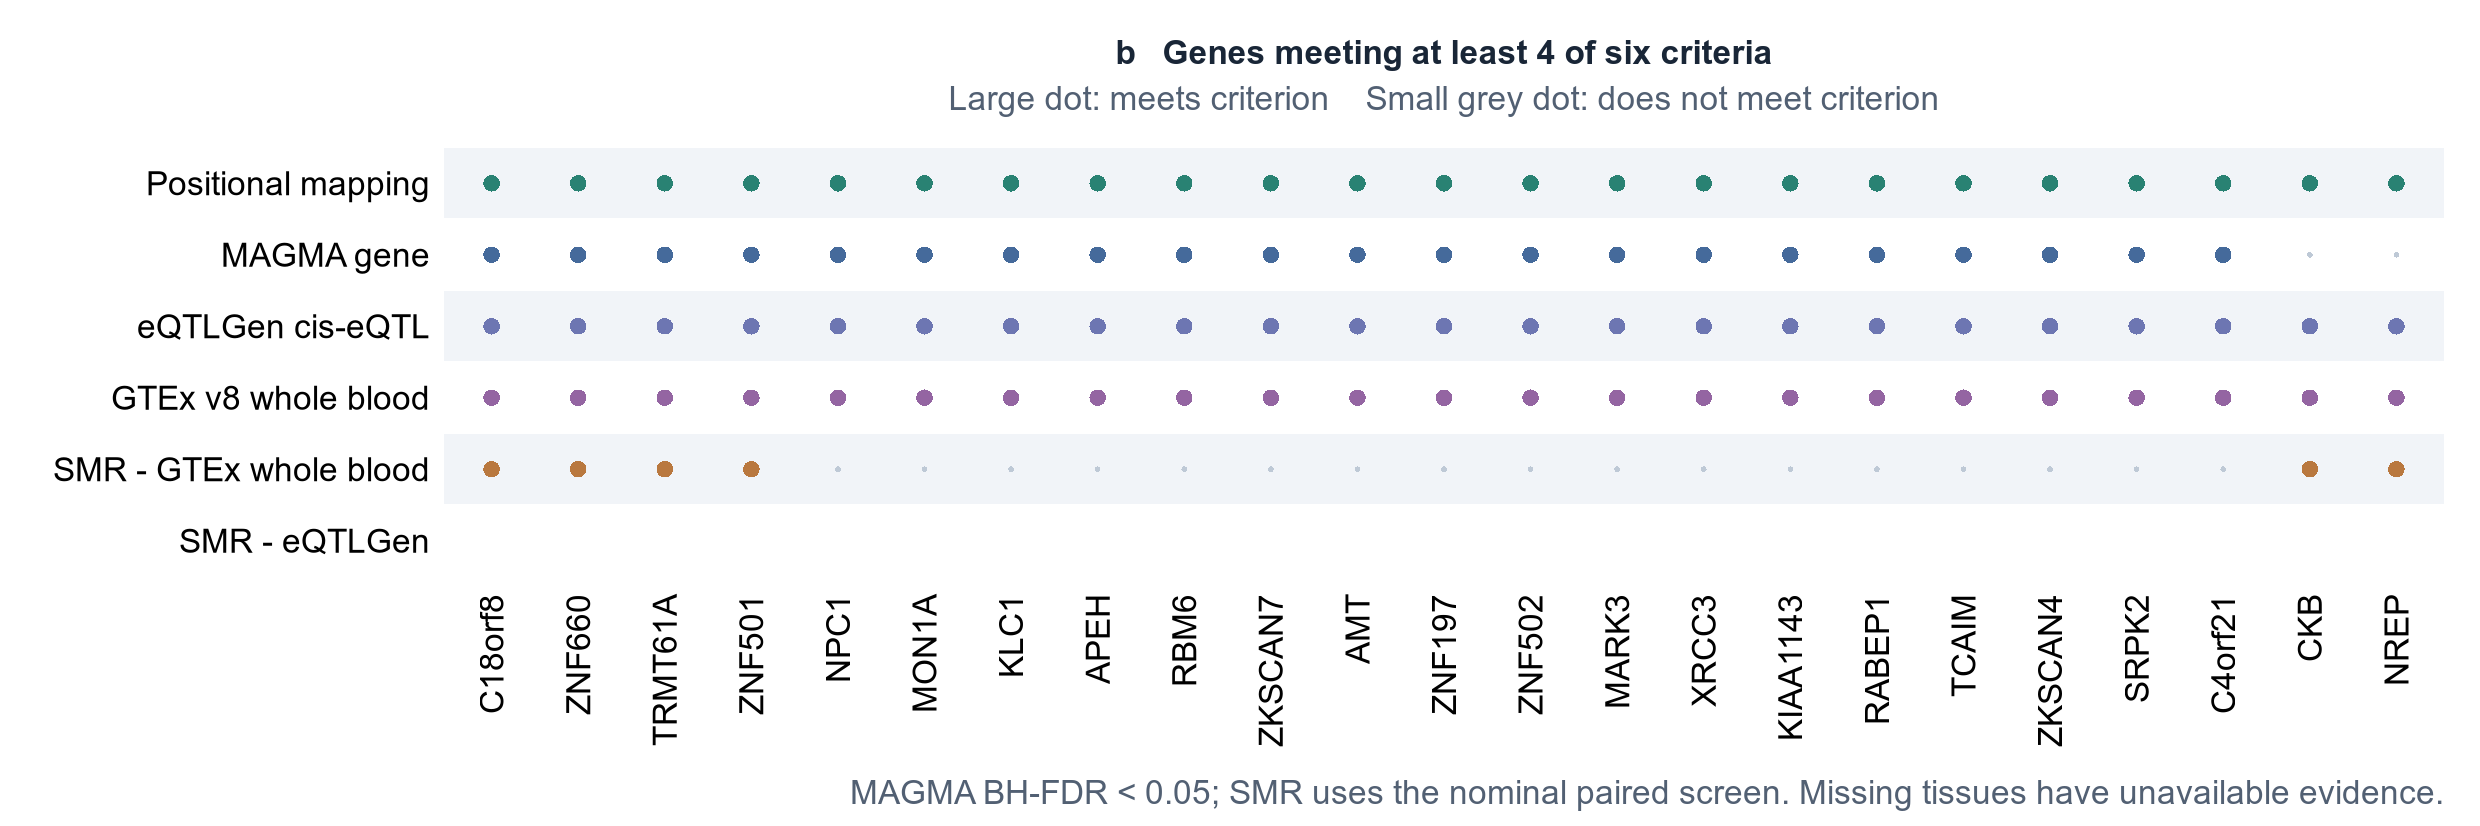 b Genes meeting at least 4 of six criteria
Large dot: meets criterion Small grey dot: does not meet criterion
Positional mapping
MAGMA gene
eQTLGen cis-eQTL
GTEx v8 whole blood
SMR - GTEx whole blood
SMR - eQTLGen
C18orf8
ZNF660
TRMT61A
ZNF501
NPC1
MON1A
KLC1
APEH
RBM6
ZKSCAN7
AMT
ZNF197
ZNF502
MARK3
XRCC3
KIAA1143
RABEP1
TCAIM
ZKSCAN4
SRPK2
C4orf21
CKB
NREP
MAGMA BH-FDR < 0.05; SMR uses the nominal paired screen. Missing tissues have unavailable evidence.